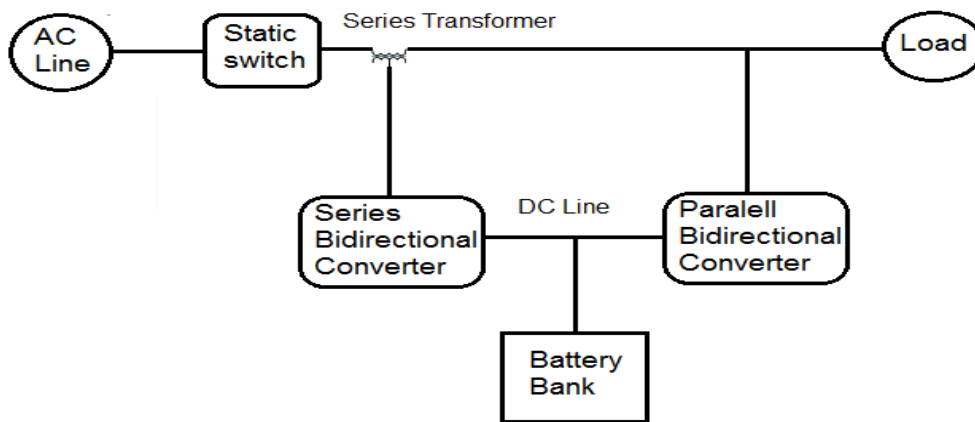 Series Transformer
AC
Line
Static
switch
Load
Series
Bidirectional
Converter
DC Line
Paralell
Bidirectional
Converter
Battery
Bank